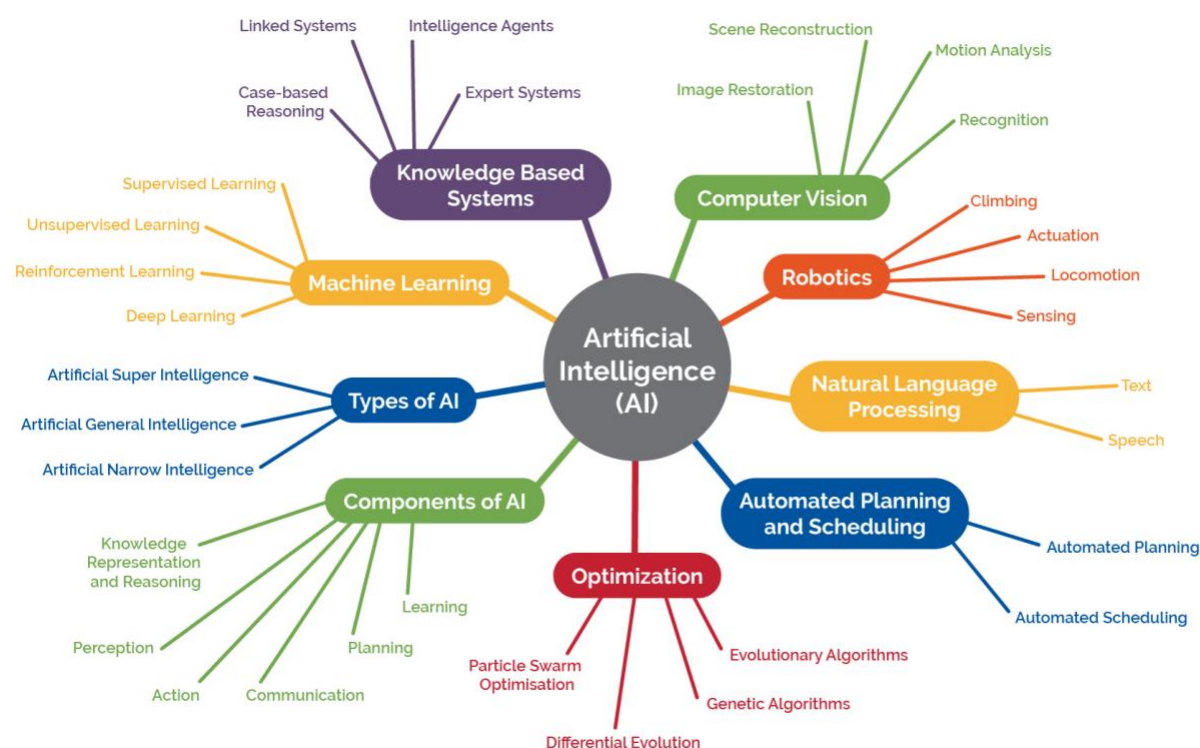 Artificial
Intelligence
(AI)
Knowledge Based
Systems
Linked Systems
Intelligence Agents
Case-based
Reasoning
Expert Systems
Computer Vision
Scene Reconstruction
Motion Analysis
Image Restoration
Recognition
Robotics
Climbing
Actuation
Locomotion
Sensing
Natural Language
Processing
Text
Speech
Automated Planning
and Scheduling
Automated Planning
Automated Scheduling
Optimization
Evolutionary Algorithms
Particle Swarm
Optimisation
Genetic Algorithms
Differential Evolution
Components of AI
Knowledge
Representation
and Reasoning
Learning
Perception
Planning
Action
Communication
Types of AI
Artificial Super Intelligence
Artificial General Intelligence
Artificial Narrow Intelligence
Machine Learning
Supervised Learning
Unsupervised Learning
Reinforcement Learning
Deep Learning